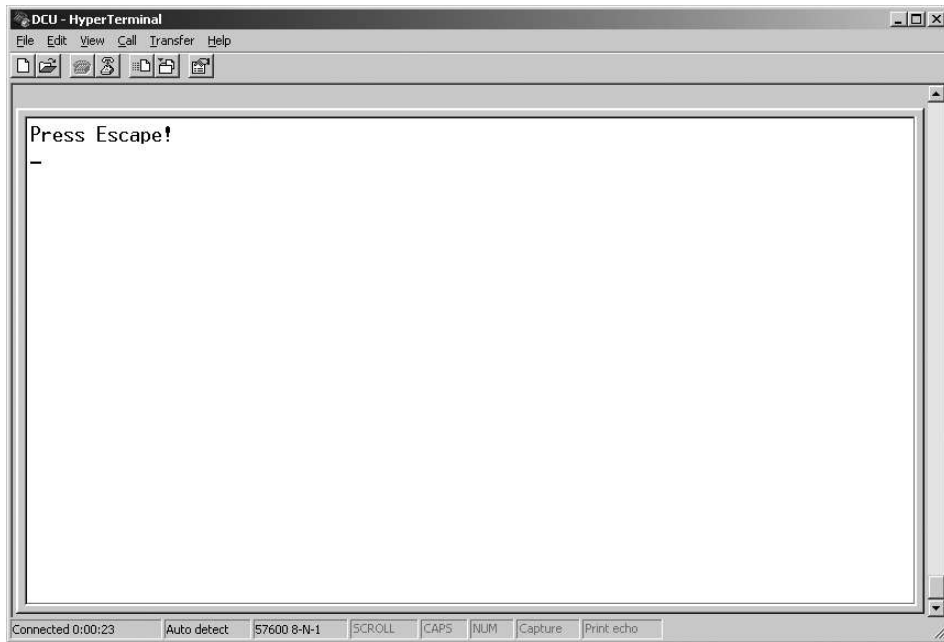 DCU - HyperTerminal
File Edit View Call Transfer Help
Press Escape!
Connected 0:00:23 Auto detect 57600 8-N-1 SCROLL CAPS NUM Capture Print echo